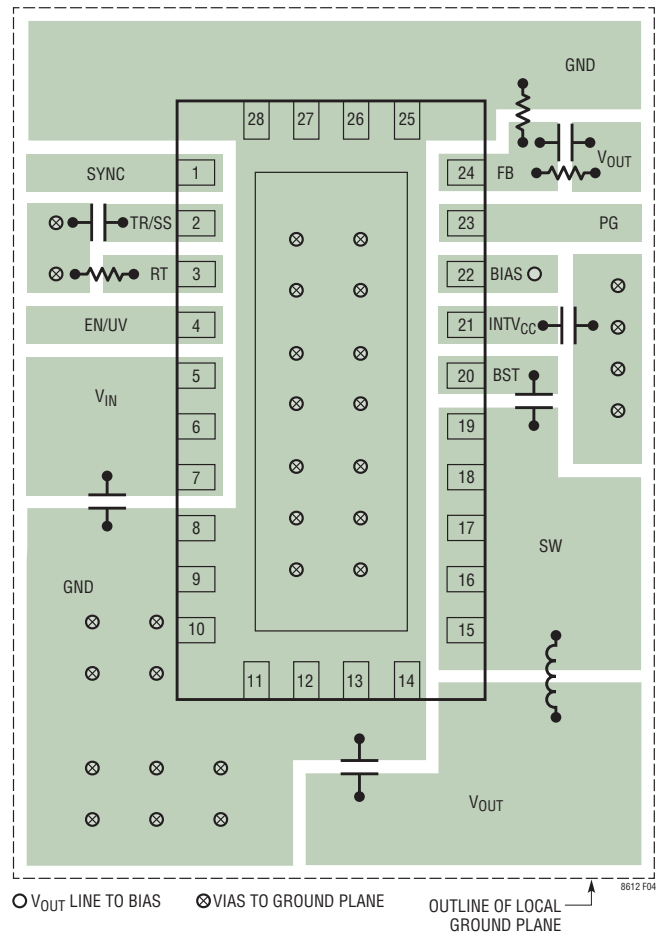 GND
28 27 26 25
SYNC 1 24 FB VOUT
TR/SS 2 23 PG
RT 3 22 BIAS
EN/UV 4 21 INTVCC
5 20 BST
VIN
6 19
7 18
8 17 SW
GND 9 16
10 15
11 12 13 14
VOUT
8612 F04
VOUT LINE TO BIAS VIAS TO GROUND PLANE OUTLINE OF LOCAL
GROUND PLANE